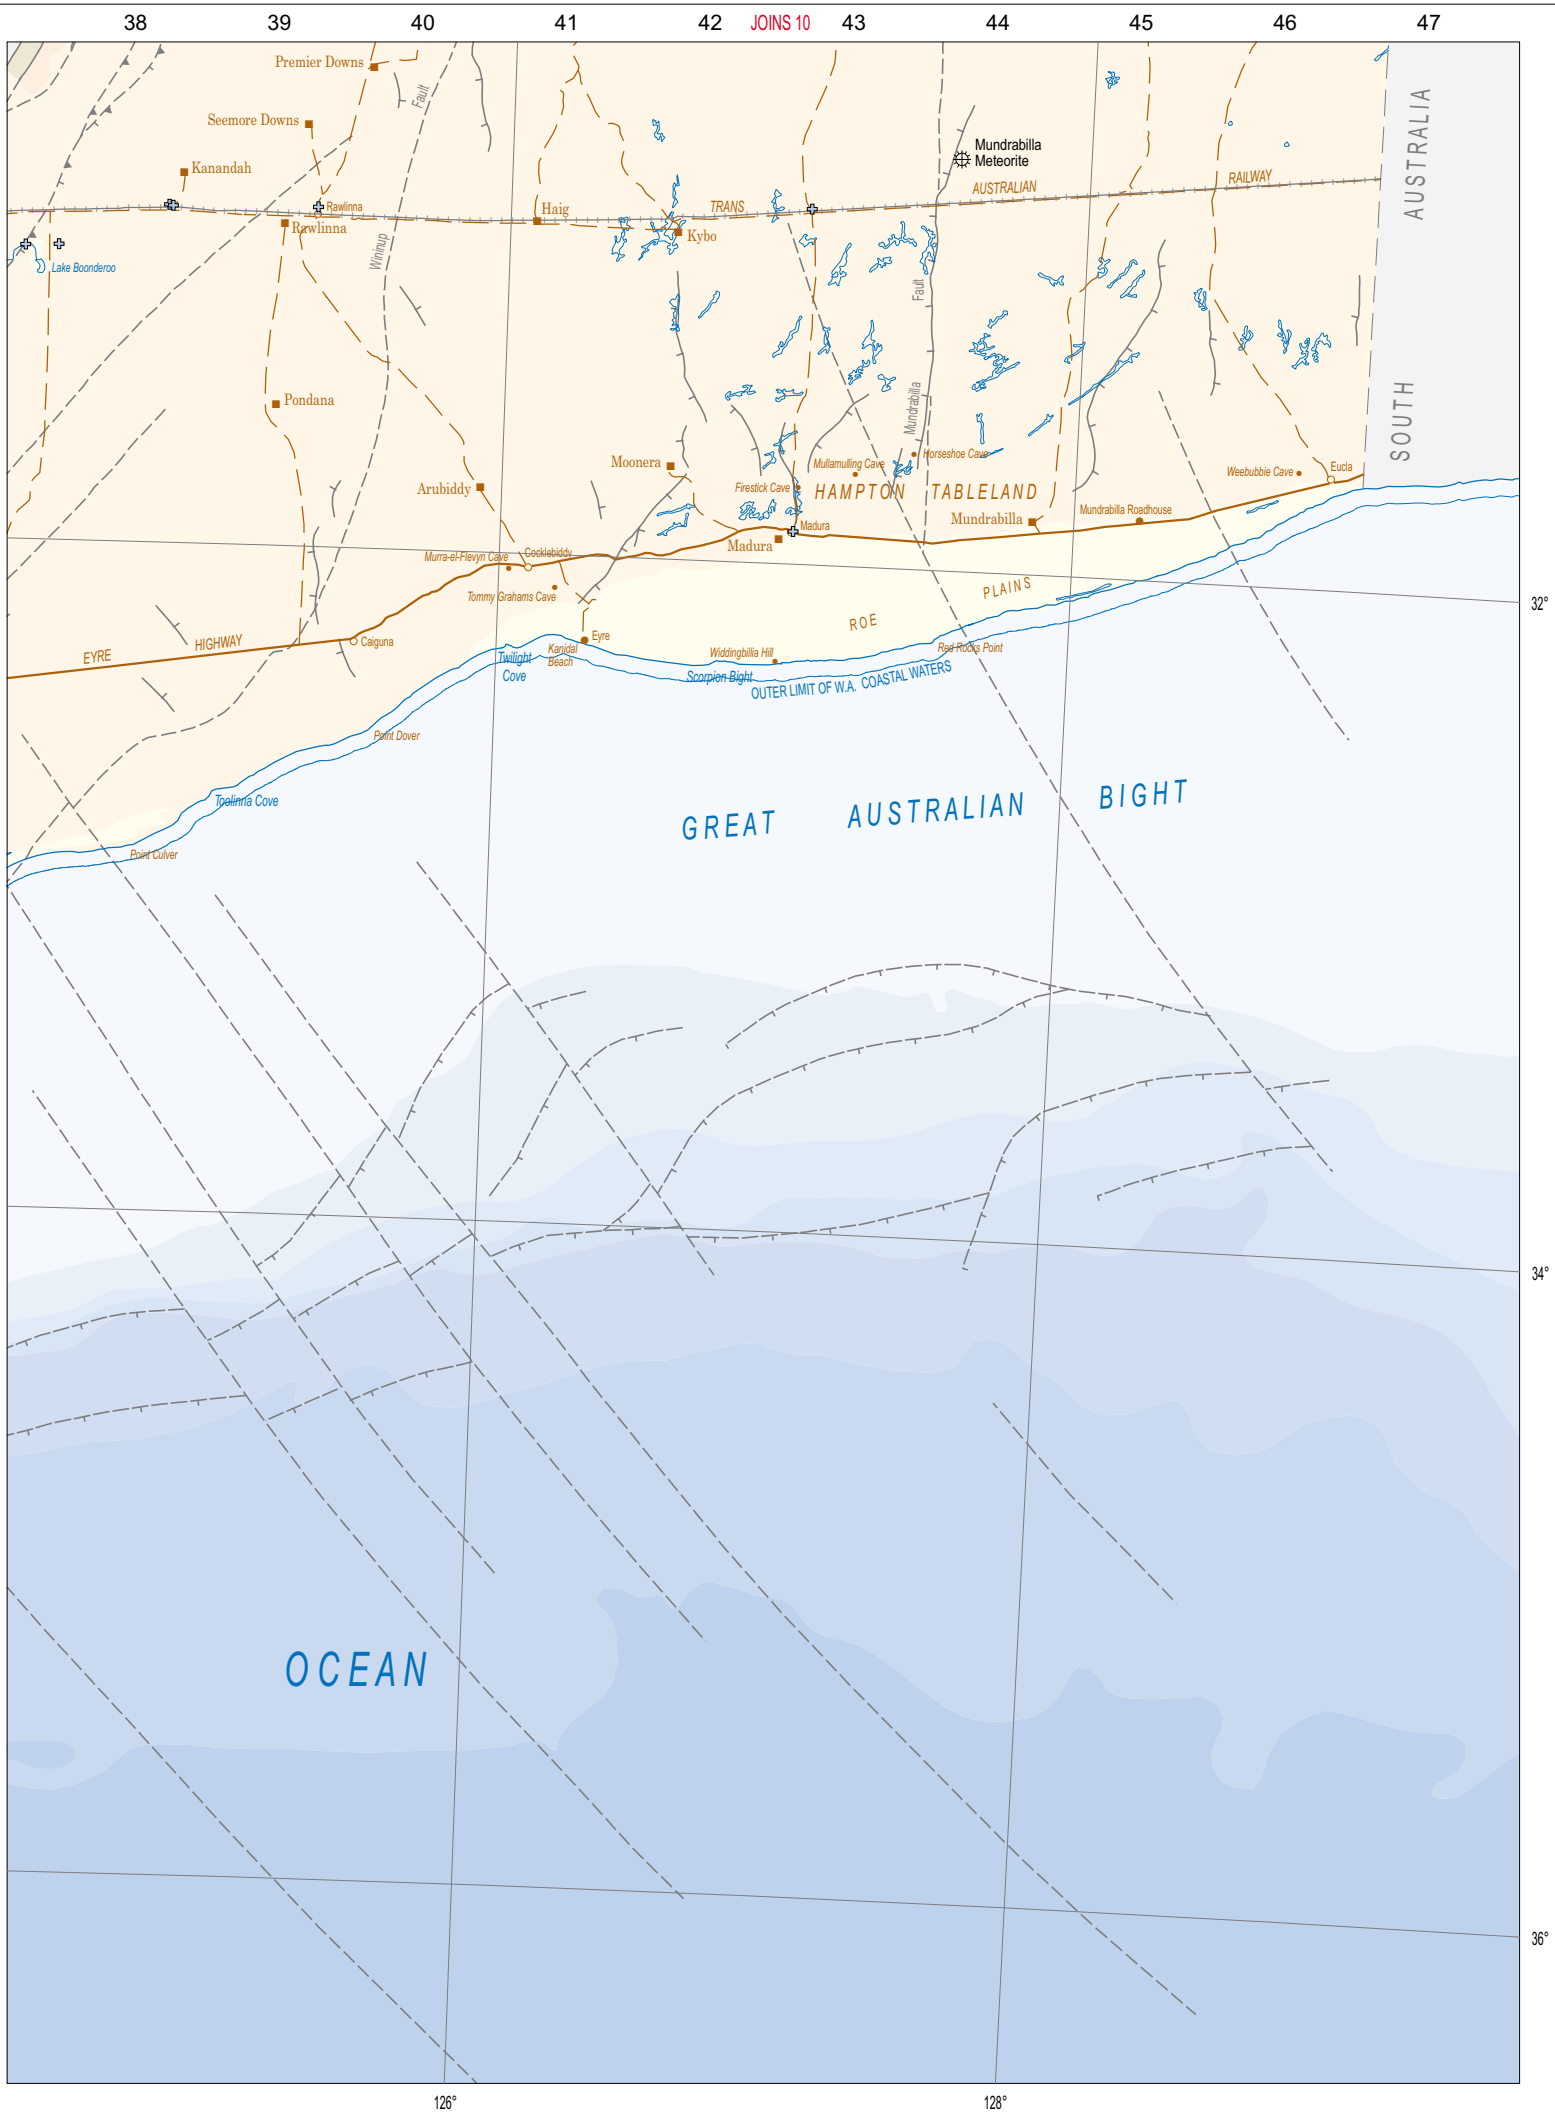 38 39 40 41 42 JOINS 10 43 44 45 46 47
Premier Downs
Fault
Seemore Downs
Kanandah
Mundrabilla
Meteorite
AUSTRALIA
RAILWAY
AUSTRALIAN
TRANS
Rawlinna
Haig
Rawlinna
Kybo
Wininup
Lake Boonderoo
Fault
Pondana
Mundrabilla
SOUTH
Horseshoe Cave
Moonera
Mullamulling Cave
Weebubbie Cave
Eucla
Arubiddy
Firestick Cave
HAMPTON TABLELAND
Mundrabilla
Mundrabilla Roadhouse
Madura
Madura
Murra-el-Flevyn Cave
Cocklebiddy
Tommy Grahams Cave
PLAINS
ROE
32°
EYRE HIGHWAY
Caiguna
Eyre
Kanidal
Beach
Twilight
Cove
Widdingbillia Hill
Red Rocks Point
Scorpion Bight
OUTER LIMIT OF W.A. COASTAL WATERS
Point Dover
Toolinna Cove
GREAT AUSTRALIAN BIGHT
Point Culver
34°
OCEAN
36°
126° 128°